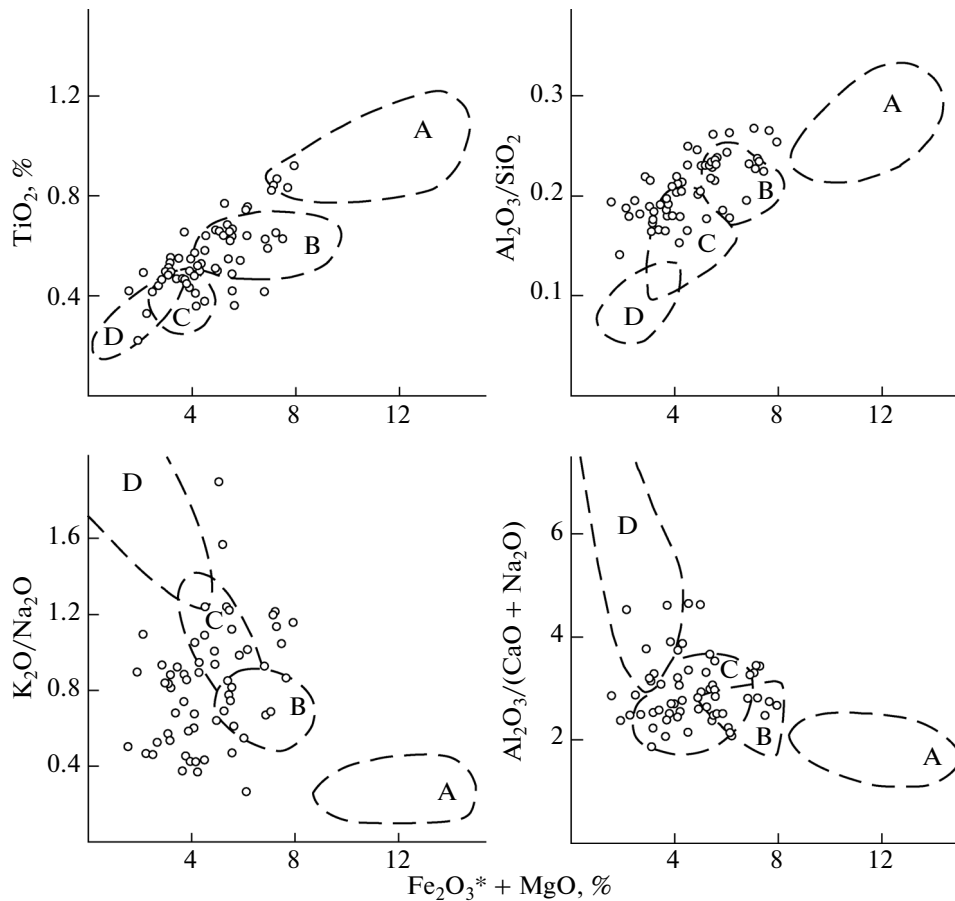 TiO₂, %
1.2
0.8
0.4
A
B
C
D
4
8
12
Al₂O₃/SiO₂
0.3
0.2
0.1
A
B
C
D
4
8
12
K₂O/Na₂O
1.6
1.2
0.8
0.4
D
C
B
A
4
8
12
Al₂O₃/(CaO + Na₂O)
6
4
2
D
C
B
A
4
8
12
Fe₂O₃* + MgO, %